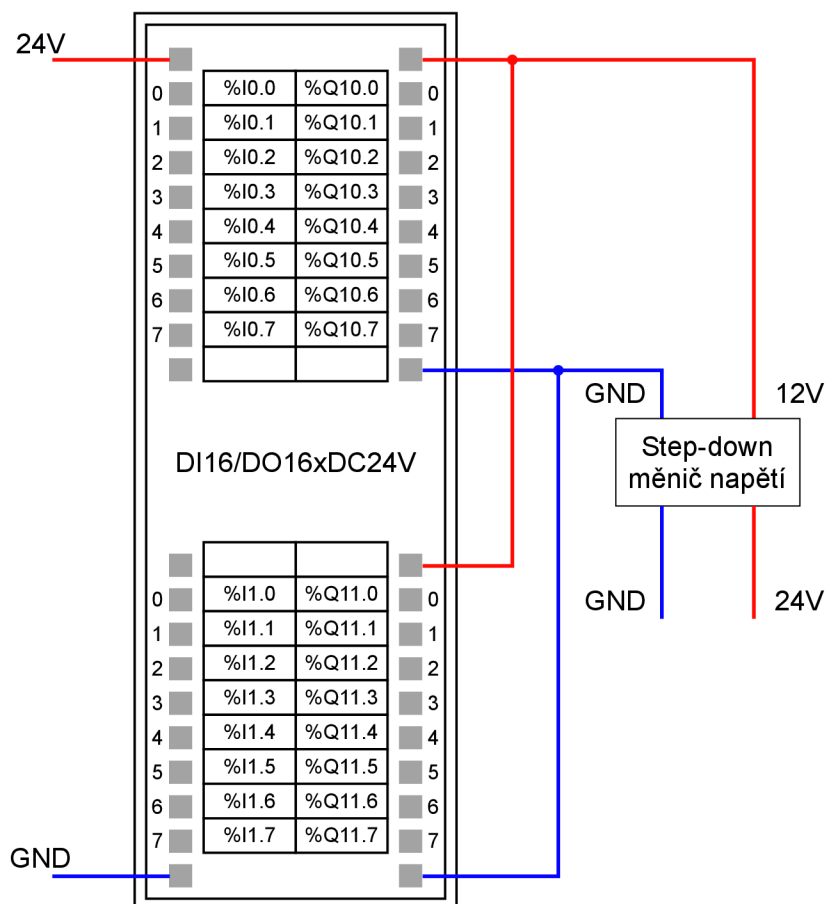 24V
0 %I0.0 %Q10.0 0
1 %I0.1 %Q10.1 1
2 %I0.2 %Q10.2 2
3 %I0.3 %Q10.3 3
4 %I0.4 %Q10.4 4
5 %I0.5 %Q10.5 5
6 %I0.6 %Q10.6 6
7 %I0.7 %Q10.7 7
GND 12V
Step-down
měnič napětí
DI16/DO16xDC24V
GND 24V
0 %I1.0 %Q11.0 0
1 %I1.1 %Q11.1 1
2 %I1.2 %Q11.2 2
3 %I1.3 %Q11.3 3
4 %I1.4 %Q11.4 4
5 %I1.5 %Q11.5 5
6 %I1.6 %Q11.6 6
7 %I1.7 %Q11.7 7
GND